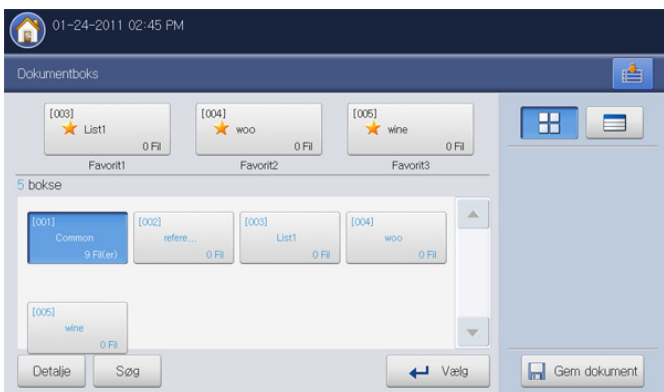 01-24-2011 02:45 PM
Dokumentboks
[003]
List1
0 Fil
Favorit1
[004]
woo
0 Fil
Favorit2
[005]
wine
0 Fil
Favorit3
5 bokse
[001]
Common
9 Fil(er)
[002]
refere...
0 Fil
[003]
List1
0 Fil
[004]
woo
0 Fil
[005]
wine
0 Fil
Detalje
Søg
Vælg
Gem dokument